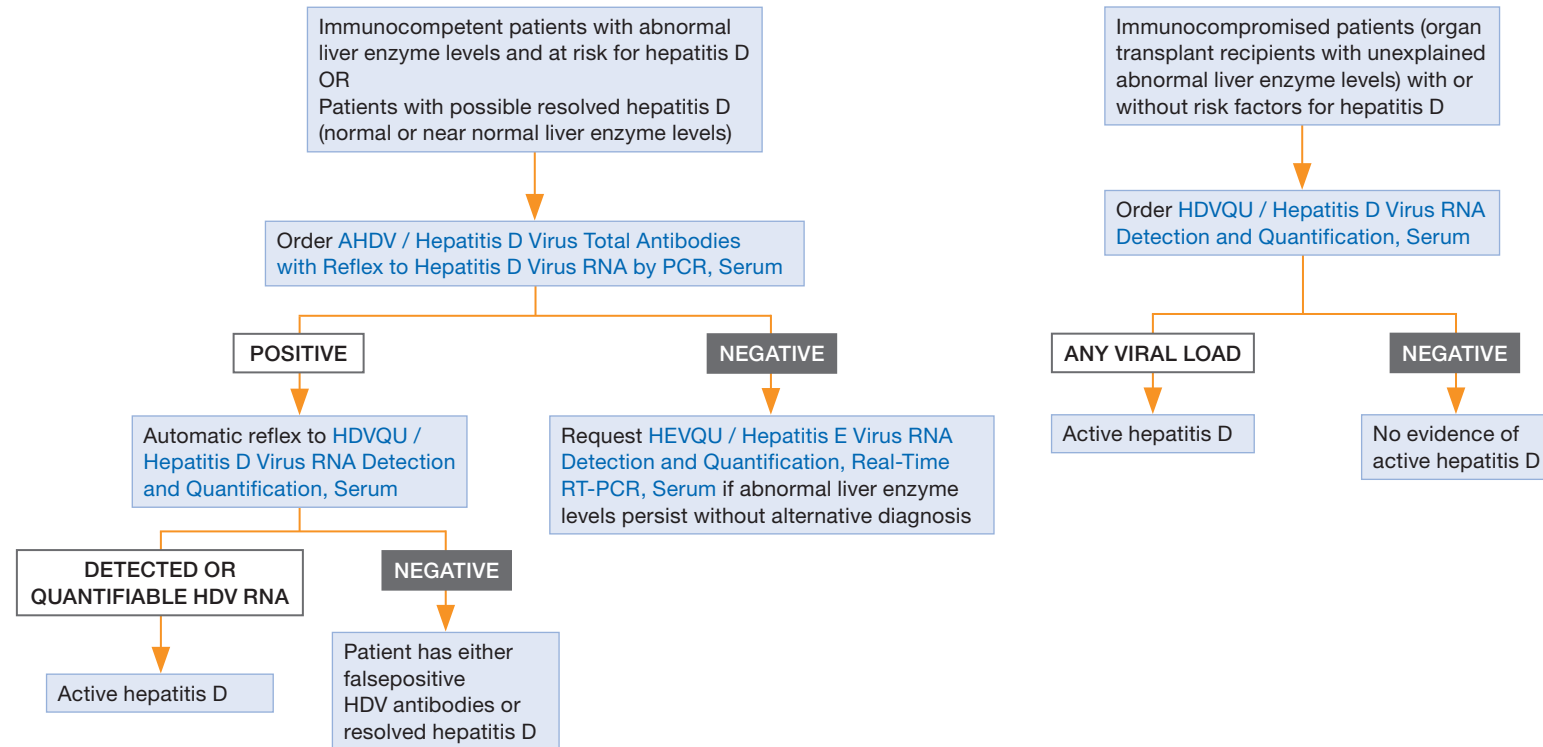 Immunocompetent patients with abnormal
liver enzyme levels and at risk for hepatitis D
OR
Patients with possible resolved hepatitis D
(normal or near normal liver enzyme levels)
Order AHDV / Hepatitis D Virus Total Antibodies
with Reflex to Hepatitis D Virus RNA by PCR, Serum
POSITIVE
NEGATIVE
Automatic reflex to HDVQU /
Hepatitis D Virus RNA Detection
and Quantification, Serum
Request HEVQU / Hepatitis E Virus RNA
Detection and Quantification, Real-Time
RT-PCR, Serum if abnormal liver enzyme
levels persist without alternative diagnosis
DETECTED OR
QUANTIFIABLE HDV RNA
NEGATIVE
Active hepatitis D
Patient has either
falsepositive
HDV antibodies or
resolved hepatitis D
Immunocompromised patients (organ
transplant recipients with unexplained
abnormal liver enzyme levels) with or
without risk factors for hepatitis D
Order HDVQU / Hepatitis D Virus RNA
Detection and Quantification, Serum
ANY VIRAL LOAD
NEGATIVE
Active hepatitis D
No evidence of
active hepatitis D